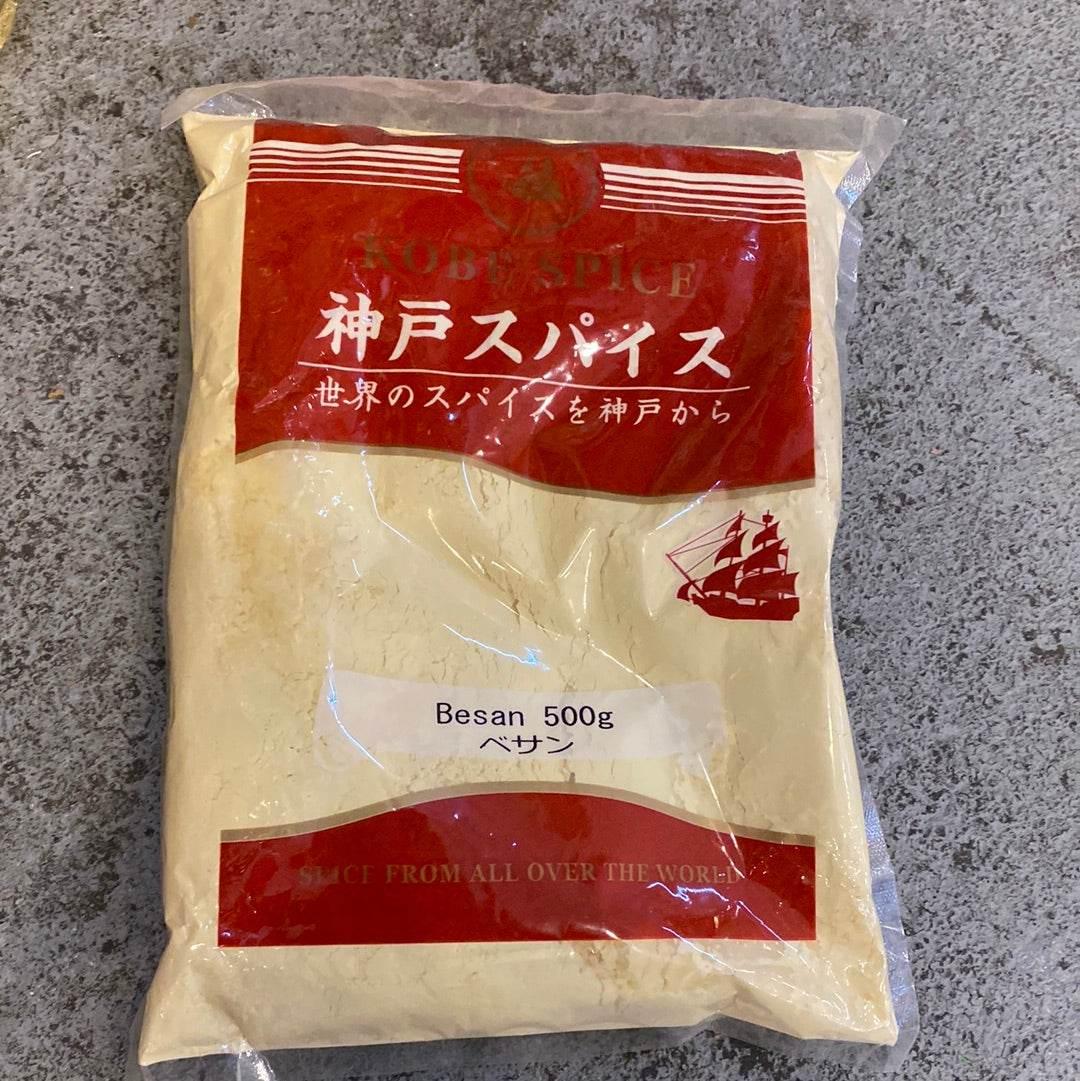 KOBE SPICE
神戸スパイス
世界のスパイスを神戸から
Besan 500g
ベサン
SPICE FROM ALL OVER THE WORLD